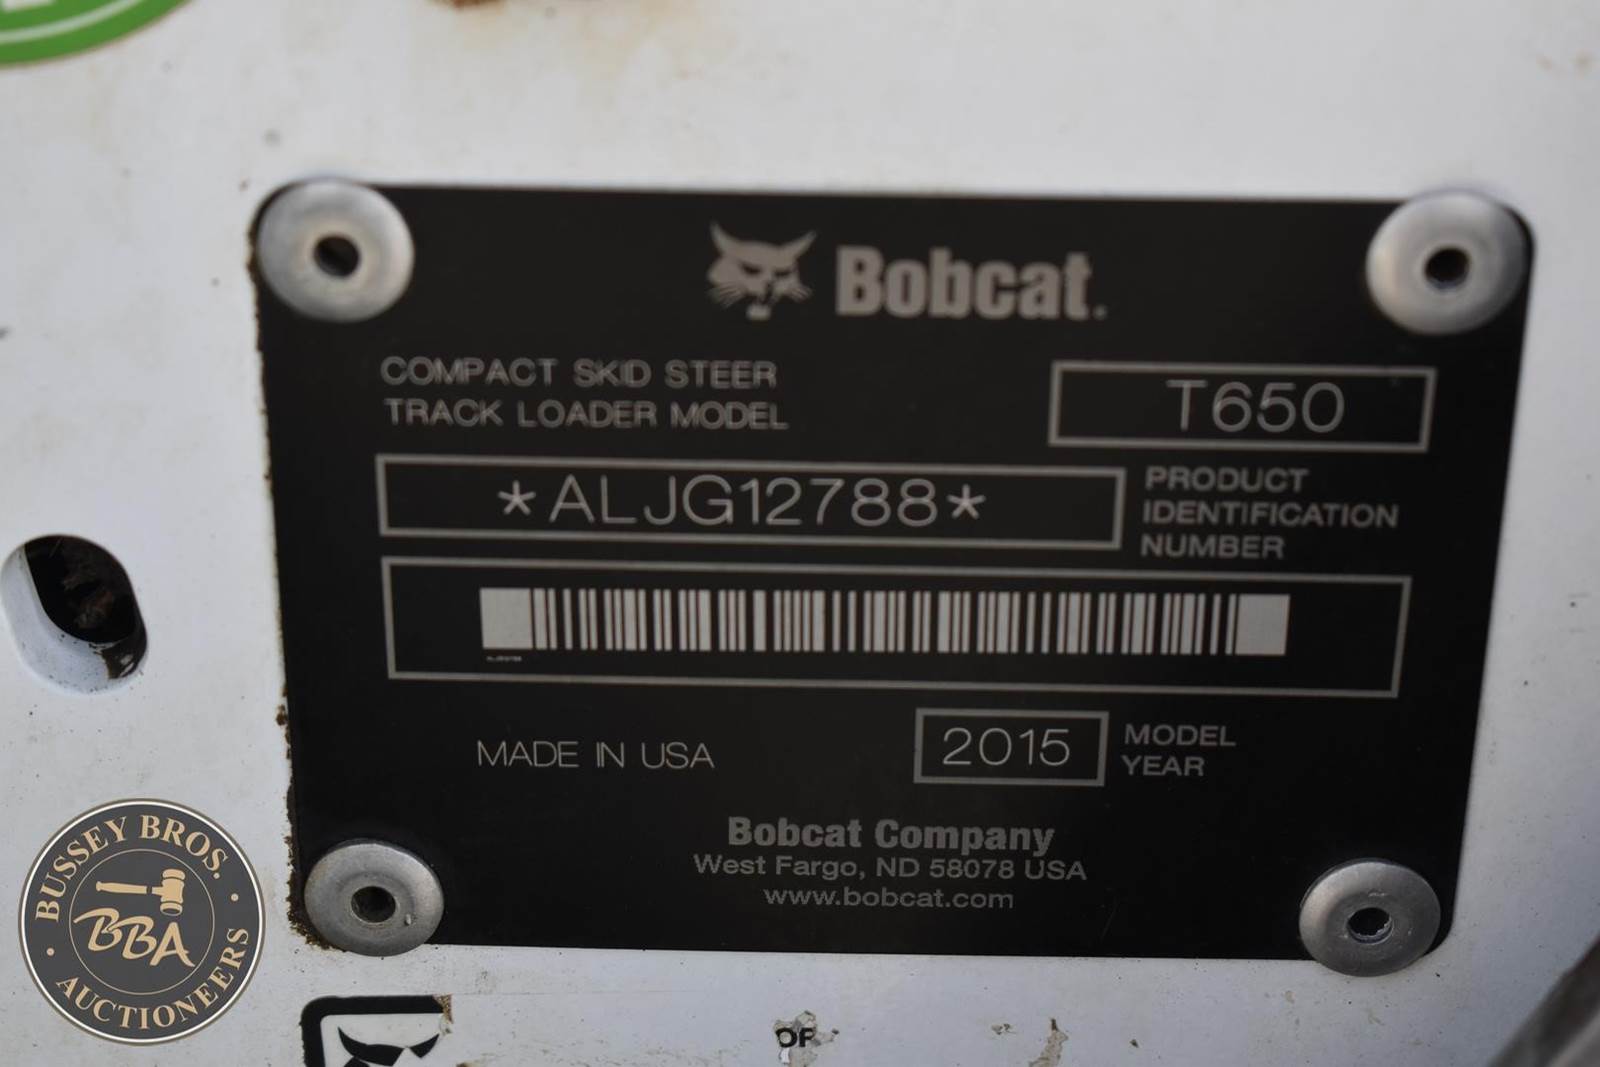 Bobcat.
COMPACT SKID STEER
TRACK LOADER MODEL
T650
*ALJG12788*
PRODUCT
IDENTIFICATION
NUMBER
MADE IN USA
2015
MODEL
YEAR
Bobcat Company
West Fargo, ND 58078 USA
www.bobcat.com
BUSSEY BROS.
BBA
AUCTIONEERS
OF